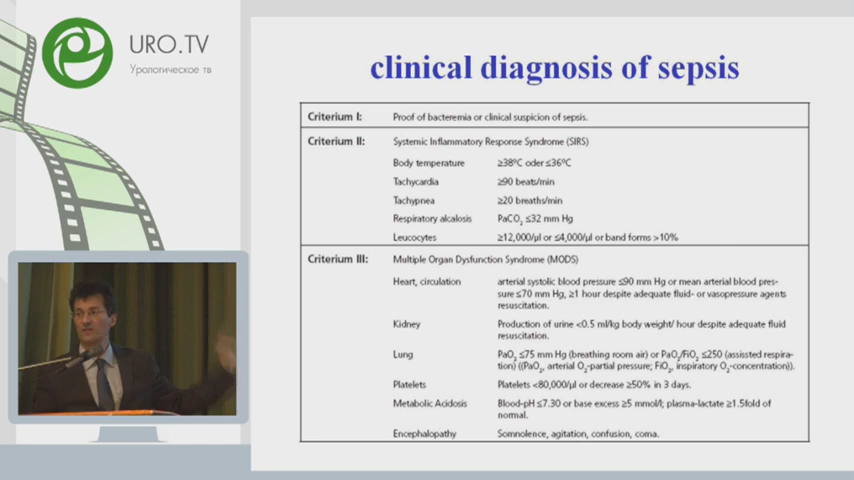 URO.TV
Урологическое тв
clinical diagnosis of sepsis
Criterium I: Proof of bacteremia or clinical suspicion of sepsis.
Criterium II: Systemic Inflammatory Response Syndrome (SIRS)
Body temperature ≥38°C oder ≤36°C
Tachycardia ≥90 beats/min
Tachypnea ≥20 breaths/min
Respiratory alcalosis PaCO2 ≤32 mm Hg
Leucocytes ≥12,000/µl or ≤4,000/µl or band forms >10%
Criterium III: Multiple Organ Dysfunction Syndrome (MODS)
Heart, circulation arterial systolic blood pressure ≤90 mm Hg or mean arterial blood pres-
sure ≤70 mm Hg, ≥1 hour despite adequate fluid- or vasopressure agents
resuscitation.
Kidney Production of urine <0.5 ml/kg body weight/ hour despite adequate fluid
resuscitation.
Lung PaO2 ≤75 mm Hg (breathing room air) or PaO2/FiO2 ≤250 (assissted respira-
tion) ((PaO2, arterial O2-partial pressure; FiO2, inspiratory O2-concentration)).
Platelets Platelets <80,000/µl or decrease ≥50% in 3 days.
Metabolic Acidosis Blood-pH ≤7.30 or base excess ≥5 mmol/l; plasma-lactate ≥1.5fold of
normal.
Encephalopathy Somnolence, agitation, confusion, coma.